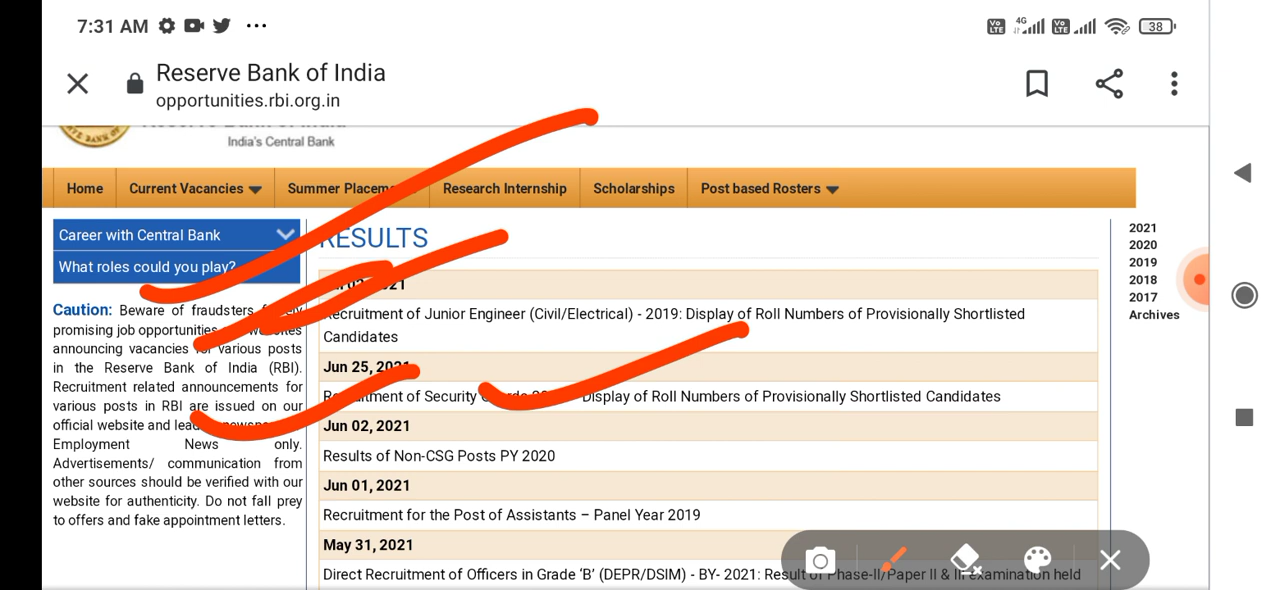 7:31 AM
4G
38
Reserve Bank of India
opportunities.rbi.org.in
India's Central Bank
Home Current Vacancies Summer Research Internship Scholarships Post based Rosters
Career with Central Bank
What roles could you play?
RESULTS
2021
2020
2019
2018
2017
Archives
Caution: Beware of fraudsters
promising job opportunities
announcing vacancies for various posts
in the Reserve Bank of India (RBI).
Recruitment related announcements for
various posts in RBI are issued on our
official website and
Employment News only.
Advertisements/ communication from
other sources should be verified with our
website for authenticity. Do not fall prey
to offers and fake appointment letters.
2021
Recruitment of Junior Engineer (Civil/Electrical) - 2019: Display of Roll Numbers of Provisionally Shortlisted
Candidates
Jun 25, 2021
Recruitment of Security Display of Roll Numbers of Provisionally Shortlisted Candidates
Jun 02, 2021
Results of Non-CSG Posts PY 2020
Jun 01, 2021
Recruitment for the Post of Assistants – Panel Year 2019
May 31, 2021
Direct Recruitment of Officers in Grade 'B' (DEPR/DSIM) - BY- 2021: Result of Phase-II/Paper II & III examination held